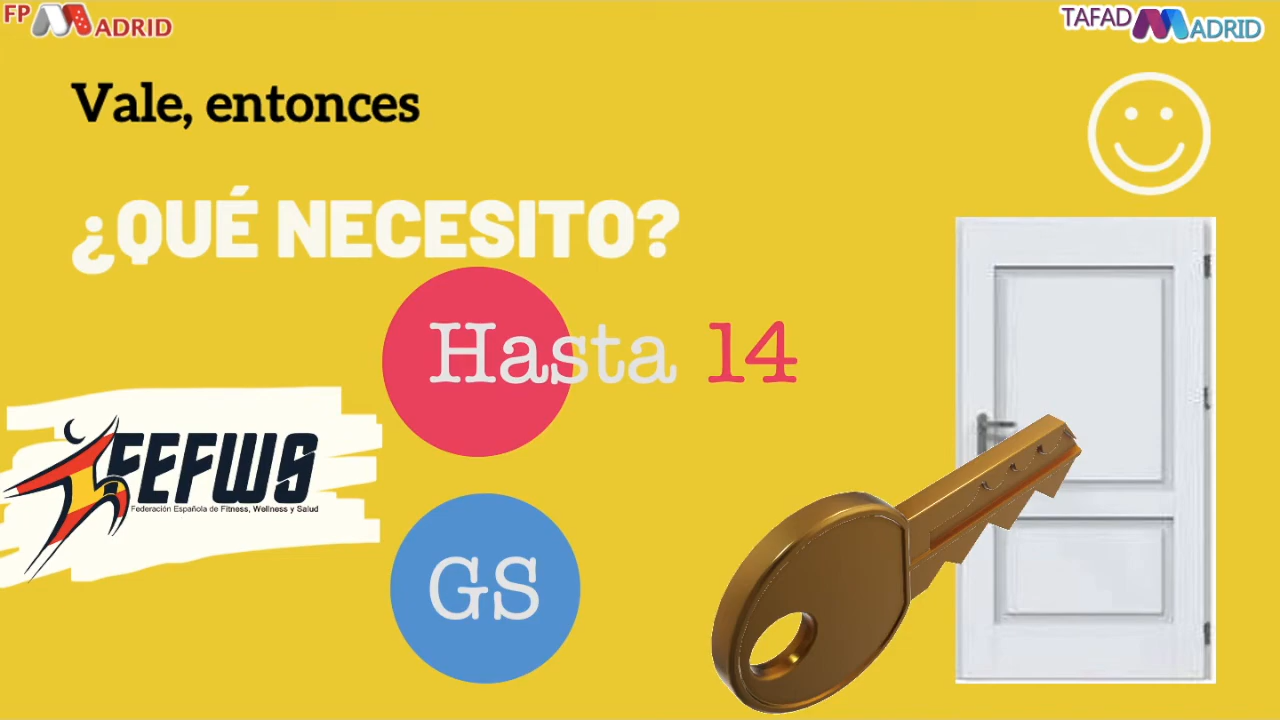 FP MADRID
TAFAD MADRID
Vale, entonces
¿QUÉ NECESITO?
Hasta 14
FEFWS
Federación Española de Fitness, Wellness y Salud
GS